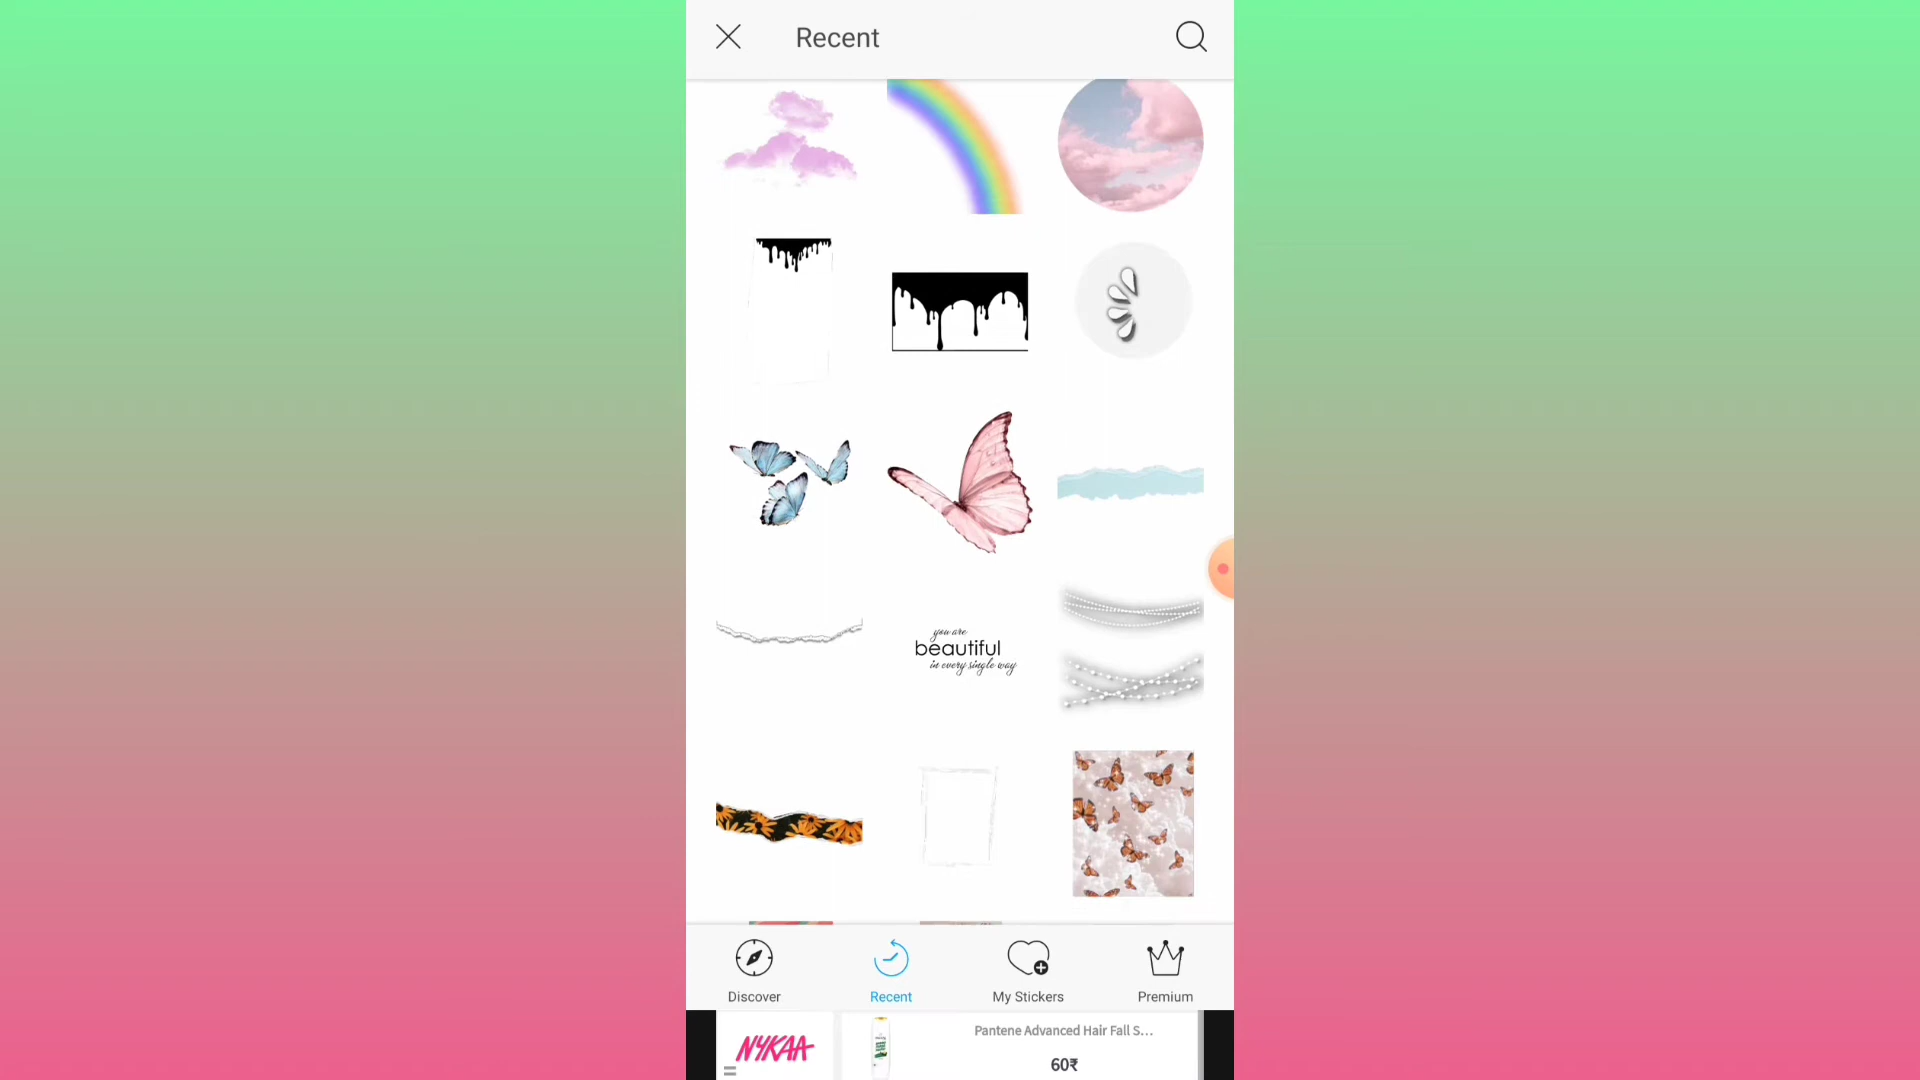 Recent
you are
beautiful
in every single way
Discover
Recent
My Stickers
Premium
NYKAA
Pantene Advanced Hair Fall S...
60₹